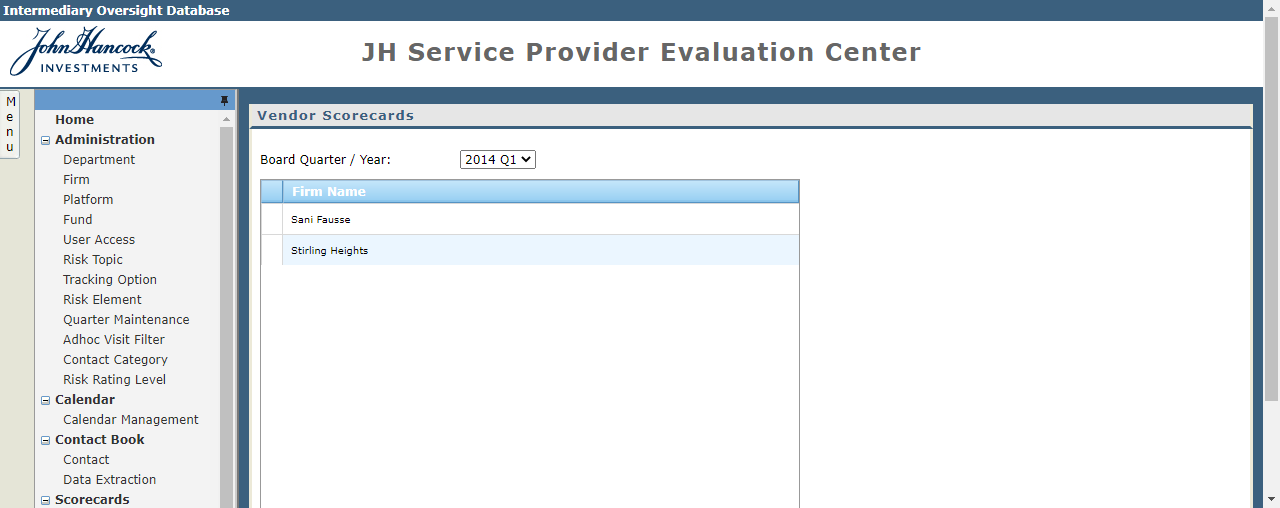 Intermediary Oversight Database
John Hancock
INVESTMENTS
JH Service Provider Evaluation Center
Menu
Home
Administration
Department
Firm
Platform
Fund
User Access
Risk Topic
Tracking Option
Risk Element
Quarter Maintenance
Adhoc Visit Filter
Contact Category
Risk Rating Level
Calendar
Calendar Management
Contact Book
Contact
Data Extraction
Scorecards
Vendor Scorecards
Board Quarter / Year: 2014 Q1
Firm Name
Sani Fausse
Stirling Heights